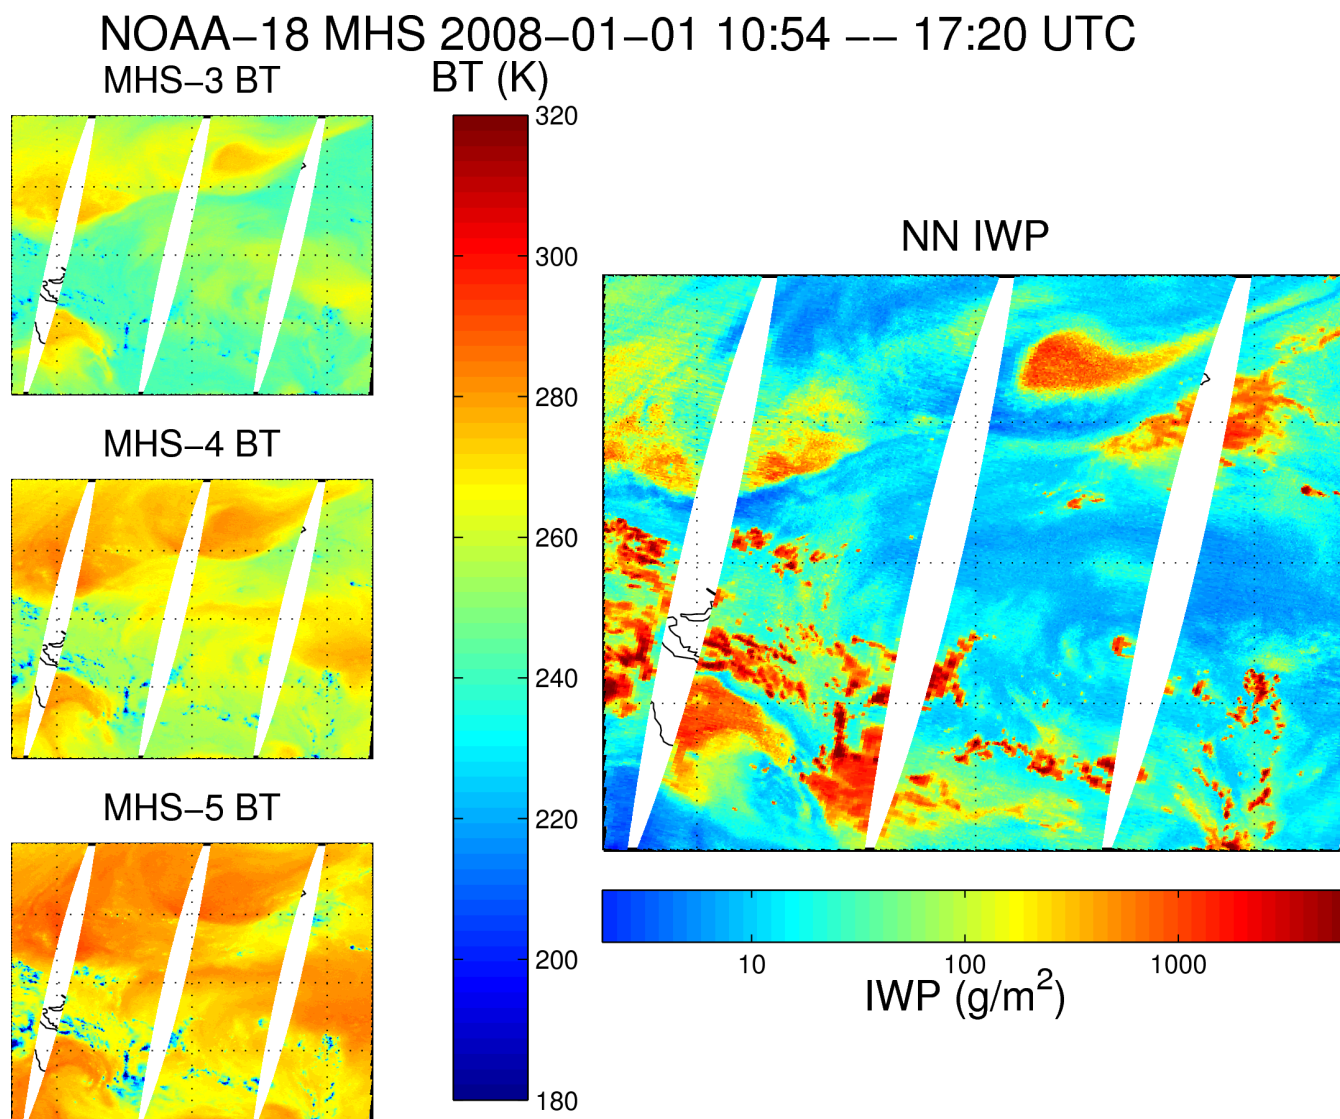 NOAA−18 MHS 2008−01−01 10:54 −− 17:20 UTC
MHS−3 BT
BT (K)
320
300
280
260
240
220
200
180
MHS−4 BT
MHS−5 BT
NN IWP
10 100 1000
IWP (g/m²)